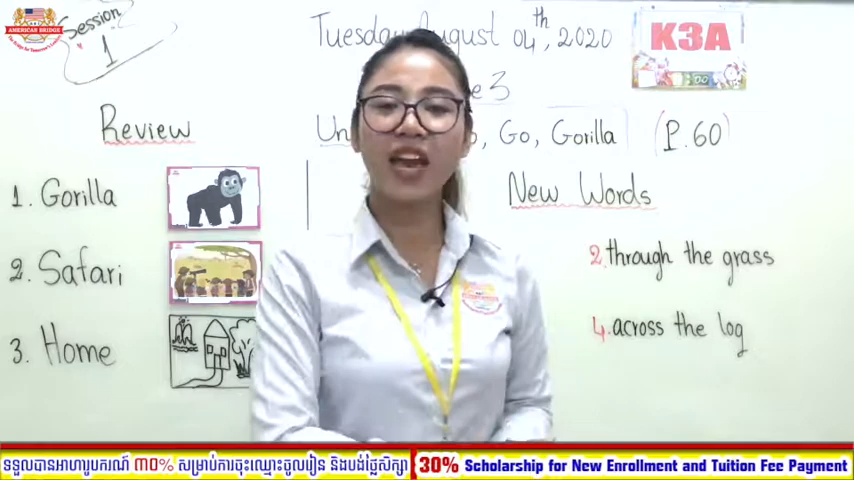 AMERICAN BRIDGE
Session
1
Tuesday, August 04th, 2020
K3A
e 3
Go, Gorilla
(P. 60)
Review
New Words
1. Gorilla
2. Safari
3. Home
2. through the grass
4. across the log
ទទួលបានអាហារូបករណ៍ ៣០% សម្រាប់ការចុះឈ្មោះចូលរៀន និងបង់ថ្លៃសិក្សា
30% Scholarship for New Enrollment and Tuition Fee Payment